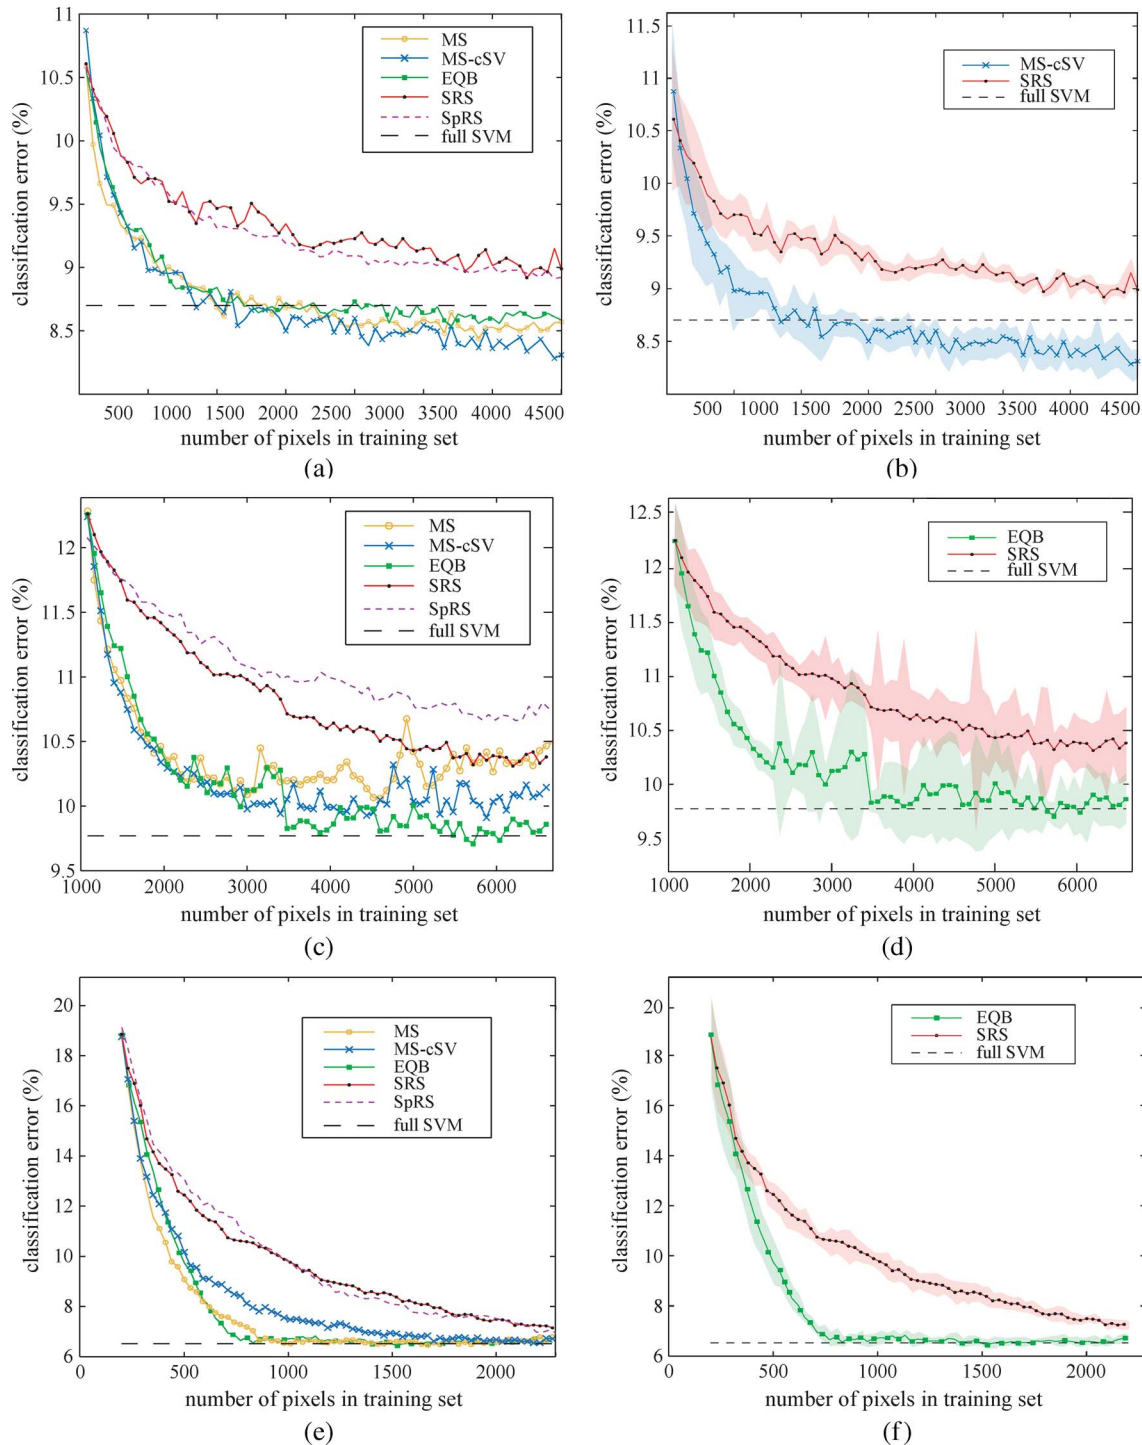 11
10.5
10
9.5
9
8.5
classification error (%)
MS
MS-cSV
EQB
SRS
SpRS
full SVM
500 1000 1500 2000 2500 3000 3500 4000 4500
number of pixels in training set
(a)
11.5
11
10.5
10
9.5
9
8.5
classification error (%)
MS-cSV
SRS
full SVM
500 1000 1500 2000 2500 3000 3500 4000 4500
number of pixels in training set
(b)
12
11.5
11
10.5
10
9.5
classification error (%)
MS
MS-cSV
EQB
SRS
SpRS
full SVM
1000 2000 3000 4000 5000 6000
number of pixels in training set
(c)
12.5
12
11.5
11
10.5
10
9.5
classification error (%)
EQB
SRS
full SVM
1000 2000 3000 4000 5000 6000
number of pixels in training set
(d)
20
18
16
14
12
10
8
6
classification error (%)
MS
MS-cSV
EQB
SRS
SpRS
full SVM
500 1000 1500 2000
number of pixels in training set
(e)
20
18
16
14
12
10
8
6
classification error (%)
EQB
SRS
full SVM
0 500 1000 1500 2000
number of pixels in training set
(f)